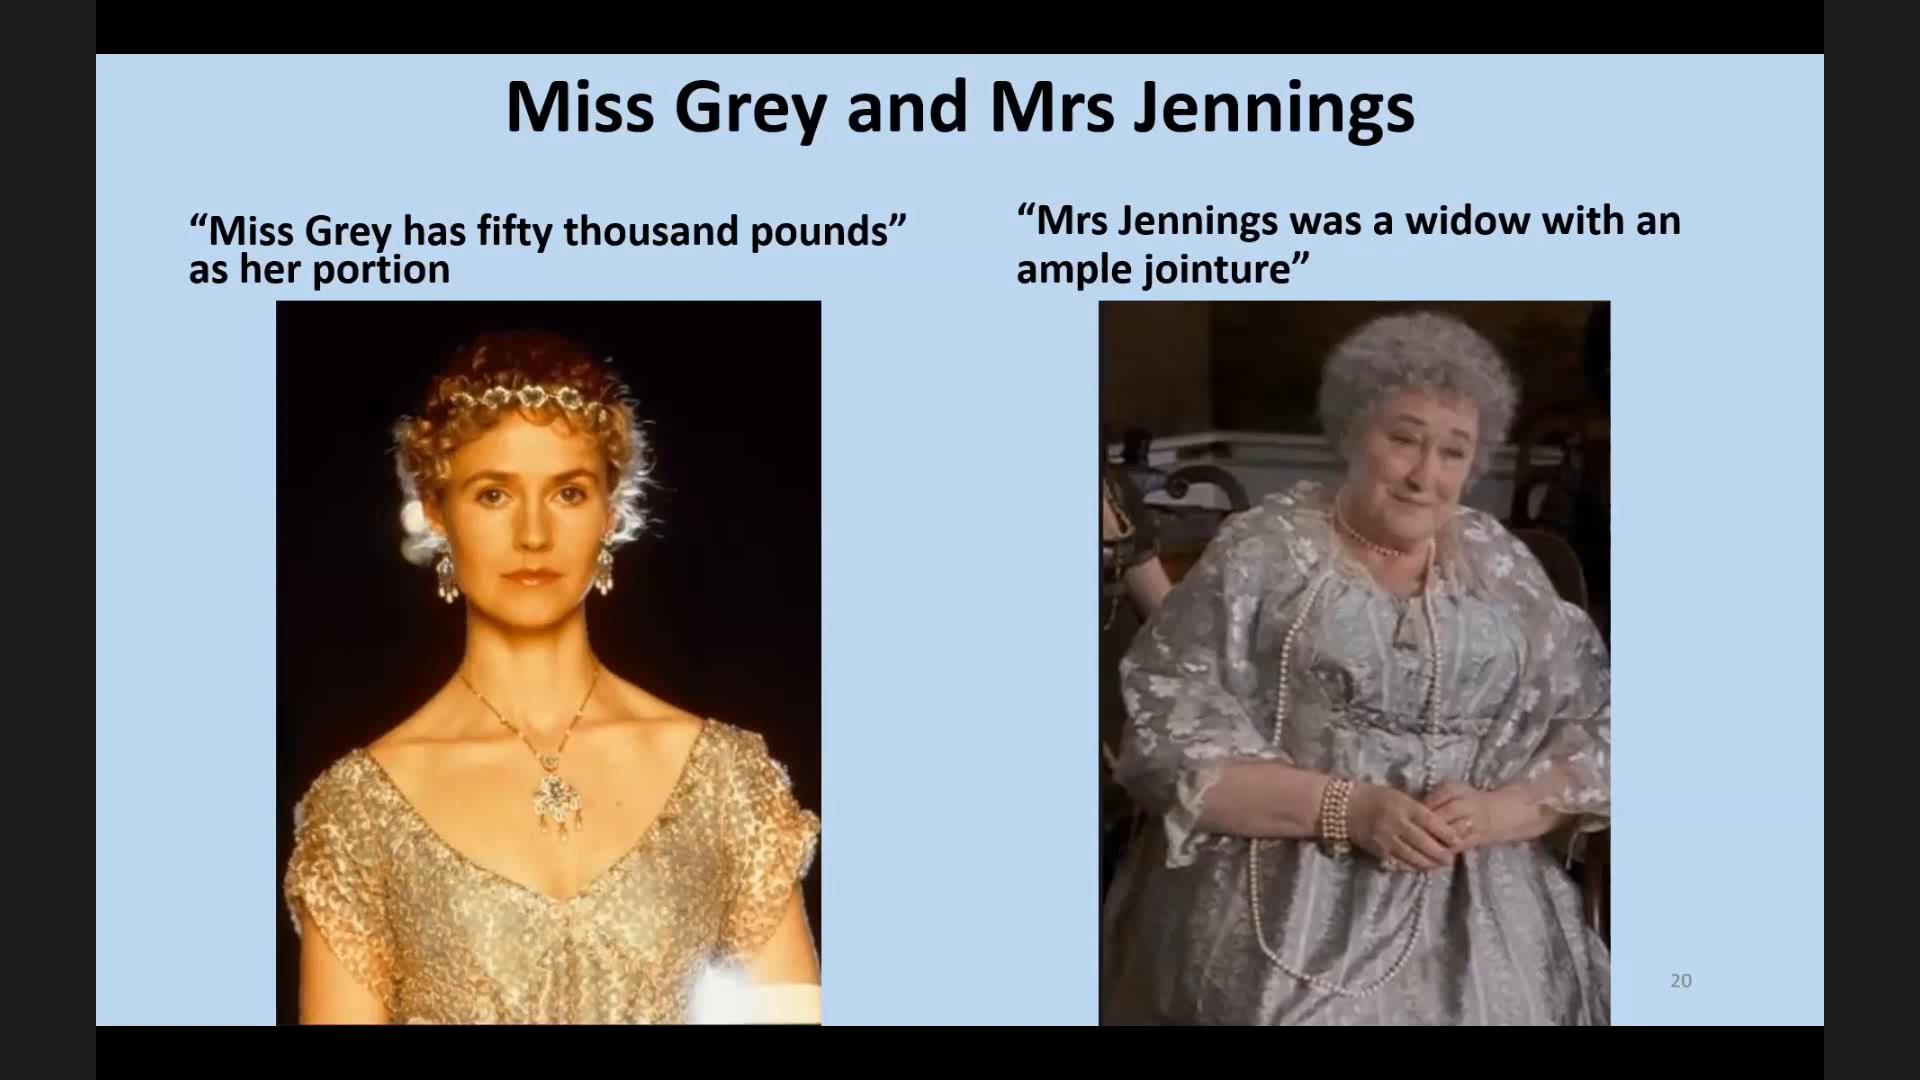 Miss Grey and Mrs Jennings
“Miss Grey has fifty thousand pounds”
as her portion
“Mrs Jennings was a widow with an
ample jointure”
20